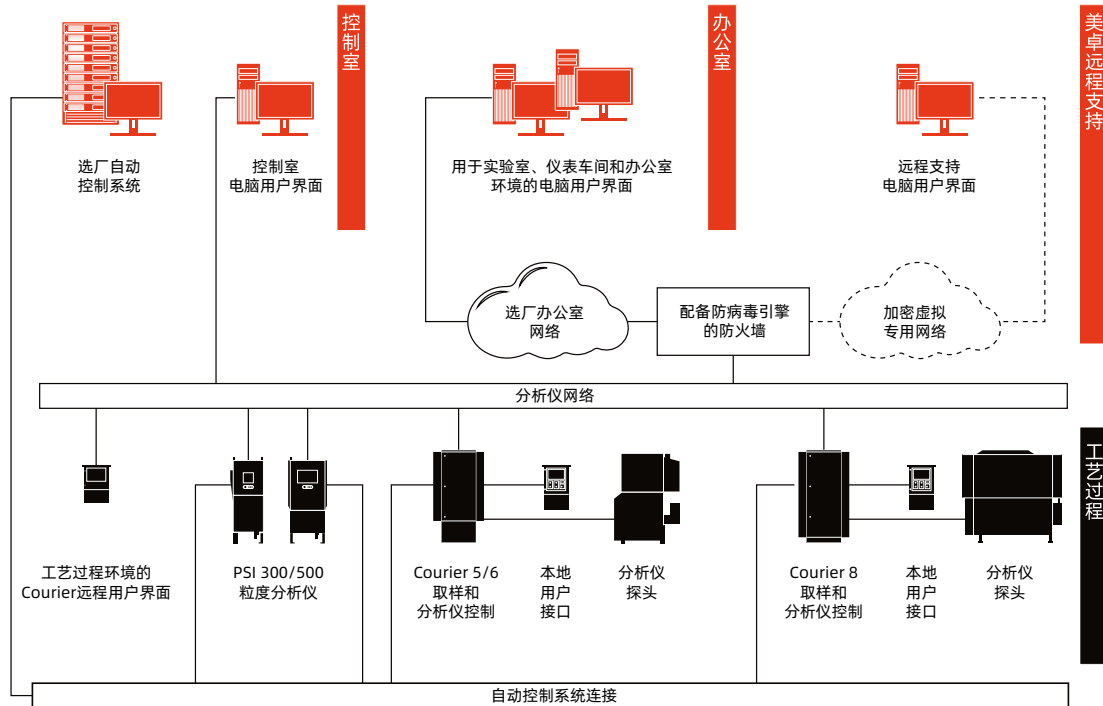 控制室
办公室
美卓远程支持
选厂自动
控制系统
控制室
电脑用户界面
用于实验室、仪表车间和办公室
环境的电脑用户界面
远程支持
电脑用户界面
选厂办公室
网络
配备防病毒引擎
的防火墙
加密虚拟
专用网络
分析仪网络
工艺过程
工艺过程环境的
Courier远程用户界面
PSI 300/500
粒度分析仪
Courier 5/6
取样和
分析仪控制
本地
用户
接口
分析仪
探头
Courier 8
取样和
分析仪控制
本地
用户
接口
分析仪
探头
自动控制系统连接